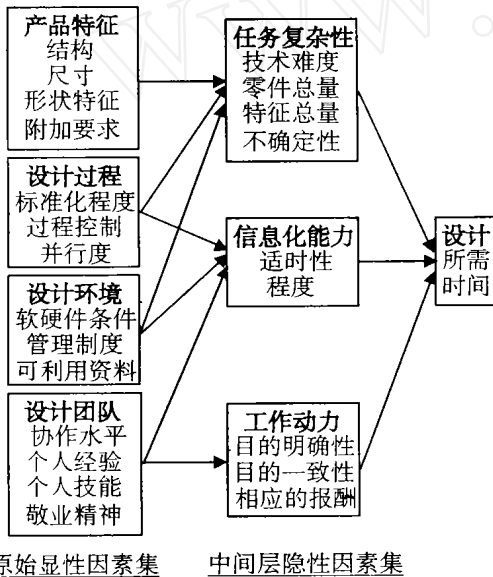 产品特征
结构
尺寸
形状特征
附加要求
设计过程
标准化程度
过程控制
并行度
设计环境
软硬件条件
管理制度
可利用资料
设计团队
协作水平
个人经验
个人技能
敬业精神
原始显性因素集
任务复杂性
技术难度
零件总量
特征总量
不确定性
信息化能力
适时性
程度
工作动力
目的明确性
目的一致性
相应的报酬
中间层隐性因素集
设计
所需
时间